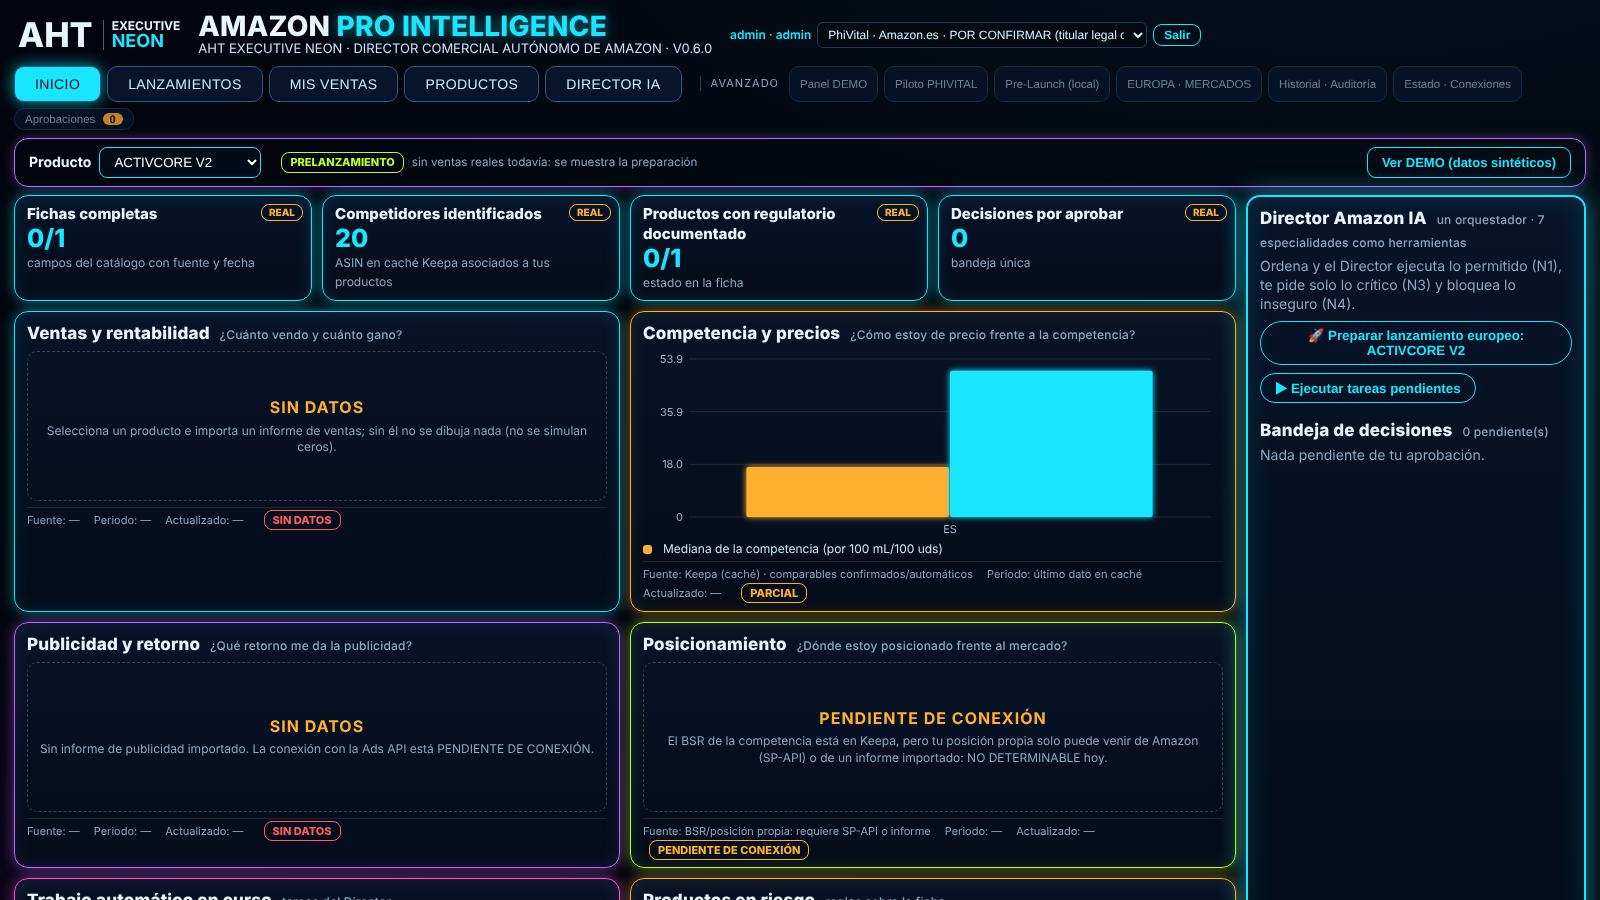 AHT EXECUTIVE NEON
AMAZON PRO INTELLIGENCE
AHT EXECUTIVE NEON · DIRECTOR COMERCIAL AUTÓNOMO DE AMAZON · V0.6.0
admin · admin
PhiVital · Amazon.es · POR CONFIRMAR (titular legal
Salir
INICIO
LANZAMIENTOS
MIS VENTAS
PRODUCTOS
DIRECTOR IA
AVANZADO
Panel DEMO
Piloto PHIVITAL
Pre-Launch (local)
EUROPA · MERCADOS
Historial · Auditoría
Estado · Conexiones
Aprobaciones 0
Producto
ACTIVCORE V2
PRELANZAMIENTO
sin ventas reales todavía: se muestra la preparación
Ver DEMO (datos sintéticos)
Fichas completas
REAL
0/1
campos del catálogo con fuente y fecha
Competidores identificados
REAL
20
ASIN en caché Keepa asociados a tus
productos
Productos con regulatorio
documentado
REAL
0/1
estado en la ficha
Decisiones por aprobar
REAL
0
bandeja única
Director Amazon IA un orquestador · 7
especialidades como herramientas
Ordena y el Director ejecuta lo permitido (N1),
te pide solo lo crítico (N3) y bloquea lo
inseguro (N4).
🚀 Preparar lanzamiento europeo:
ACTIVCORE V2
▶ Ejecutar tareas pendientes
Bandeja de decisiones 0 pendiente(s)
Nada pendiente de tu aprobación.
Ventas y rentabilidad ¿Cuánto vendo y cuánto gano?
SIN DATOS
Selecciona un producto e importa un informe de ventas; sin él no se dibuja nada (no se simulan
ceros).
Fuente: — Periodo: — Actualizado: — SIN DATOS
Competencia y precios ¿Cómo estoy de precio frente a la competencia?
53.9
35.9
18.0
0
ES
Mediana de la competencia (por 100 mL/100 uds)
Fuente: Keepa (caché) · comparables confirmados/automáticos Periodo: último dato en caché
Actualizado: — PARCIAL
Publicidad y retorno ¿Qué retorno me da la publicidad?
SIN DATOS
Sin informe de publicidad importado. La conexión con la Ads API está PENDIENTE DE CONEXIÓN.
Fuente: — Periodo: — Actualizado: — SIN DATOS
Posicionamiento ¿Dónde estoy posicionado frente al mercado?
PENDIENTE DE CONEXIÓN
El BSR de la competencia está en Keepa, pero tu posición propia solo puede venir de Amazon
(SP-API) o de un informe importado: NO DETERMINABLE hoy.
Fuente: BSR/posición propia: requiere SP-API o informe Periodo: — Actualizado: —
PENDIENTE DE CONEXIÓN
Trabajo automático en curso tareas del Director
Productos en riesgo reglas sobre la ficha